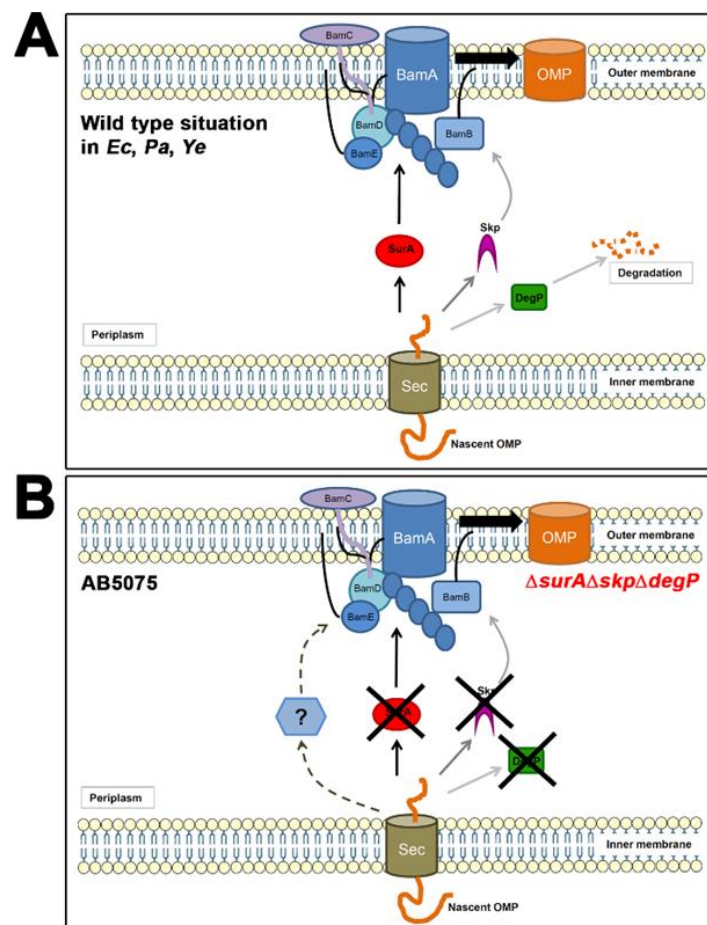 A
BamC
BamA
OMP
Outer membrane
Wild type situation
in Ec, Pa, Ye
BamD
BamE
BamB
SurA
Skp
DegP
Degradation
Periplasm
Sec
Inner membrane
Nascent OMP
B
BamC
BamA
OMP
Outer membrane
AB5075
ΔsurAΔskpΔdegP
BamD
BamE
BamB
?
Periplasm
Sec
Inner membrane
Nascent OMP